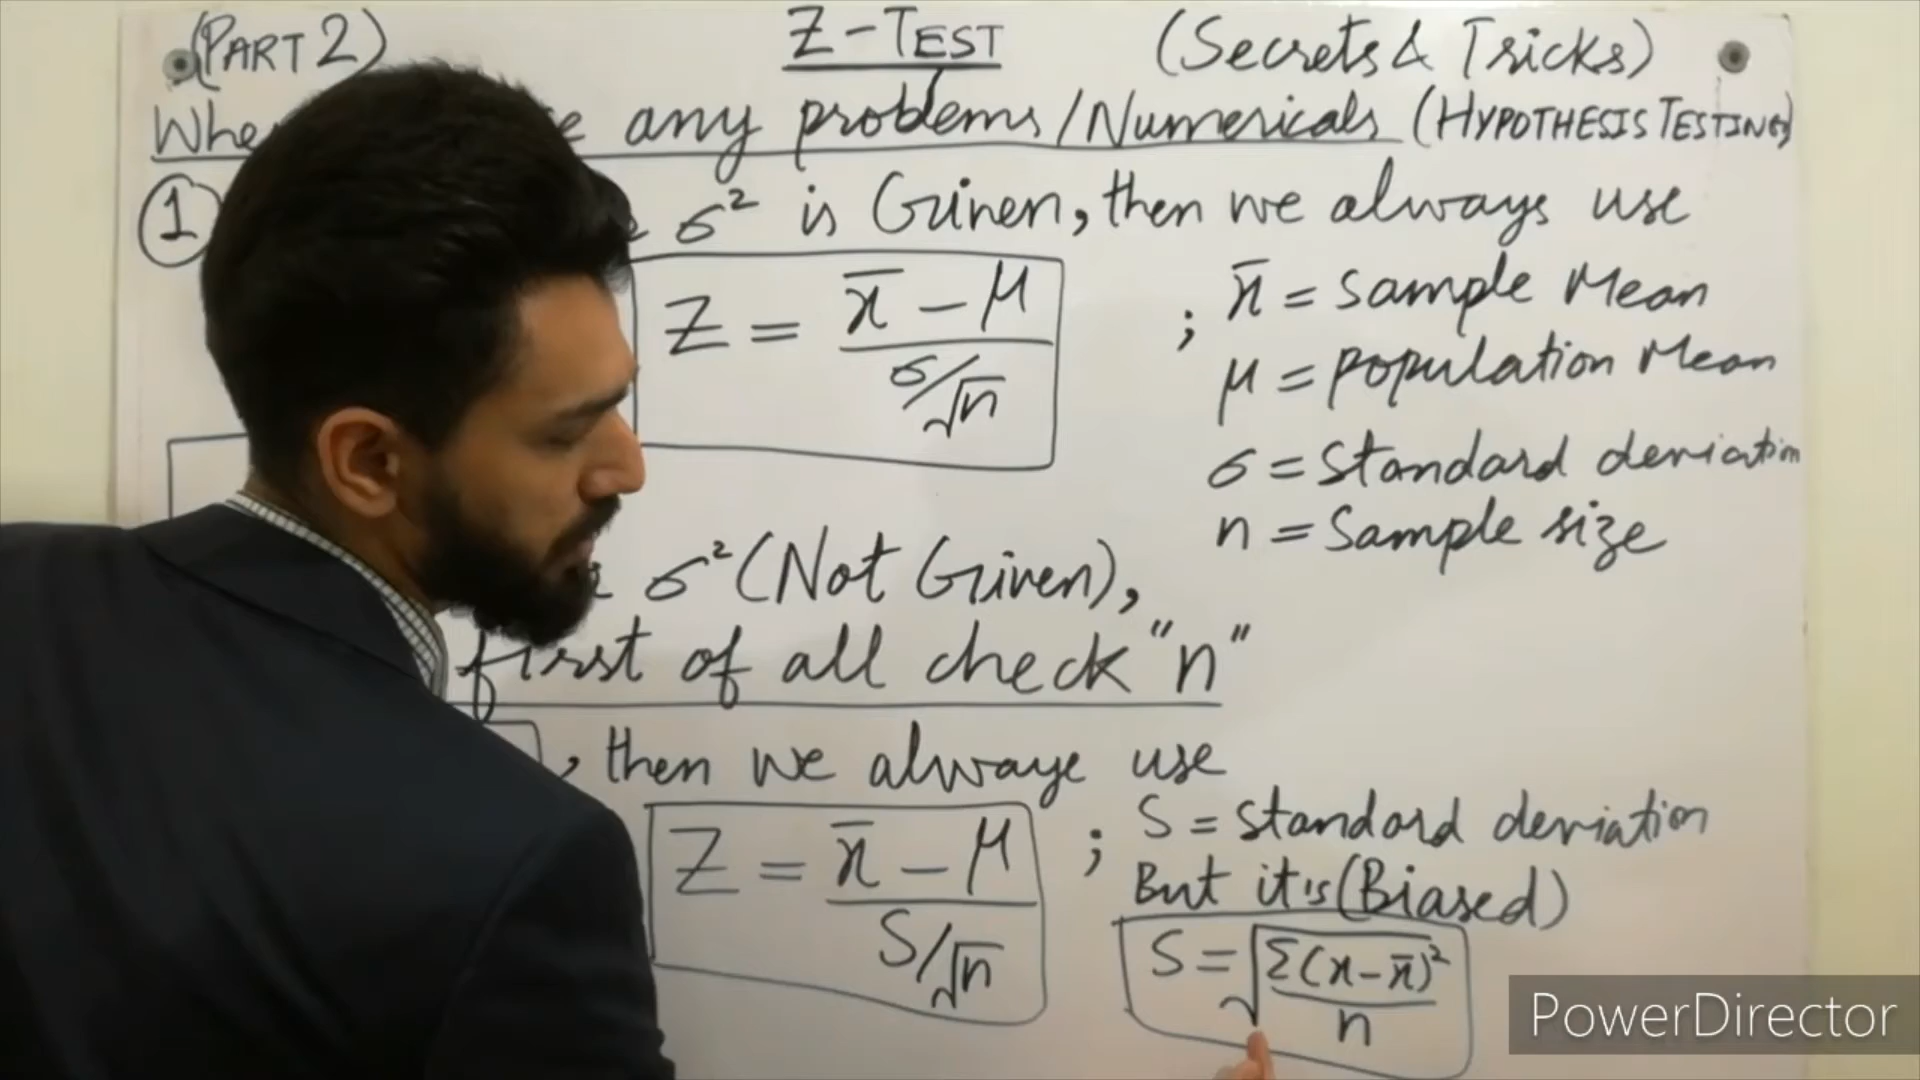 (PART 2) Z-TEST (Secrets & Tricks)
any problems/Numericals (HYPOTHESIS TESTING)
1 σ² is Given, then we always use
Z = x̄ - μ / σ/√n ; x̄ = Sample Mean
μ = population Mean
σ = Standard deviation
n = Sample size
σ² (Not Given),
first of all check "n"
, then we always use
Z = x̄ - μ / S/√n ; S = standard deviation
But it's (Biased)
S = √Σ(x-x̄)²/n
PowerDirector